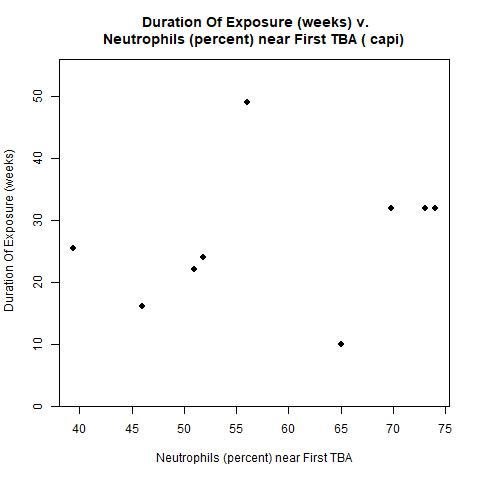 Duration Of Exposure (weeks) v.
Neutrophils (percent) near First TBA ( capi)
Duration Of Exposure (weeks)
50
40
30
20
10
0
40 45 50 55 60 65 70 75
Neutrophils (percent) near First TBA